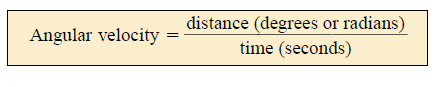 Angular velocity = distance (degrees or radians) / time (seconds)